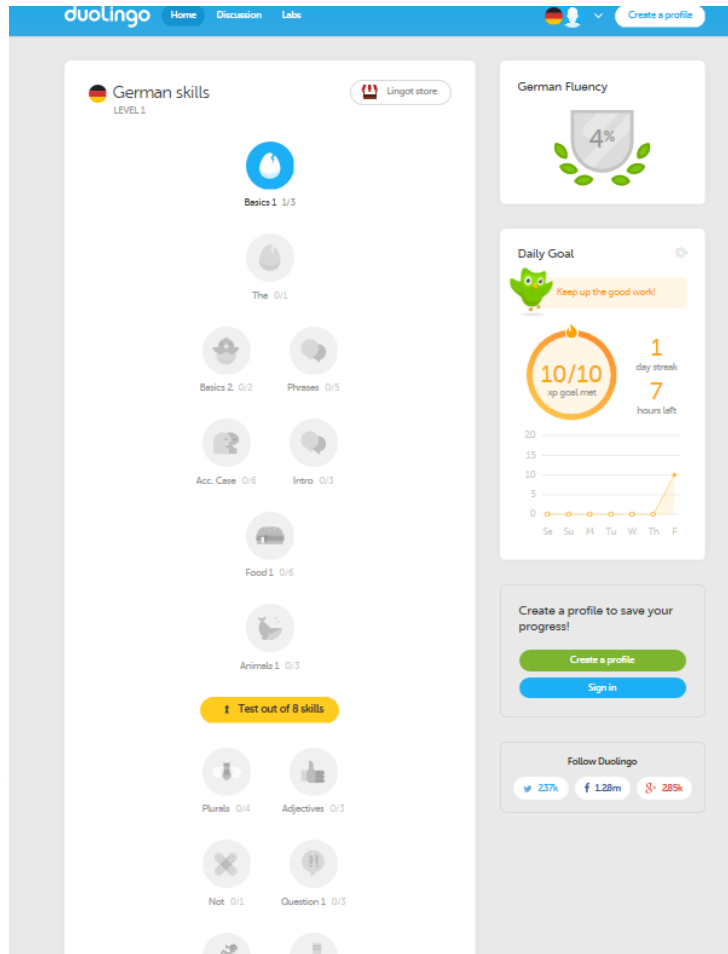 duolingo Home Discussion Labs Create a profile
German skills
LEVEL 1
Lingot store
Basics 1 1/3
The 0/1
Basics 2 0/2 Phrases 0/5
Acc. Case 0/6 Intro 0/3
Food 1 0/6
Animals 1 0/3
Test out of 8 skills
Plurals 0/4 Adjectives 0/3
Not 0/1 Question 1 0/3
?!
German Fluency
4%
Daily Goal
Keep up the good work!
10/10
xp goal met
1
day streak
7
hours left
20
15
10
5
0
Sa Su M Tu W Th F
Create a profile to save your
progress!
Create a profile
Sign in
Follow Duolingo
237k f 1.28m g+ 285k